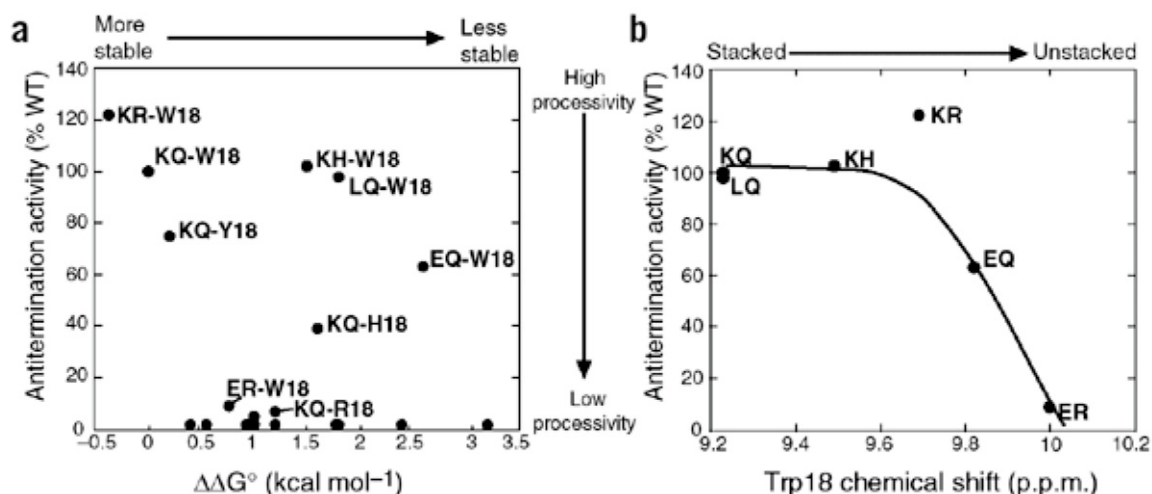 a
More stable
Less stable
Antitermination activity (% WT)
140
120
100
80
60
40
20
0
KR-W18
KQ-W18
KH-W18
LQ-W18
KQ-Y18
EQ-W18
KQ-H18
ER-W18
KQ-R18
–0.5 0 0.5 1 1.5 2 2.5 3 3.5
ΔΔG° (kcal mol–1)
High processivity
Low processivity
b
Stacked
Unstacked
Antitermination activity (% WT)
140
120
100
80
60
40
20
0
KR
KQ
KH
LQ
EQ
ER
9.2 9.4 9.6 9.8 10 10.2
Trp18 chemical shift (p.p.m.)